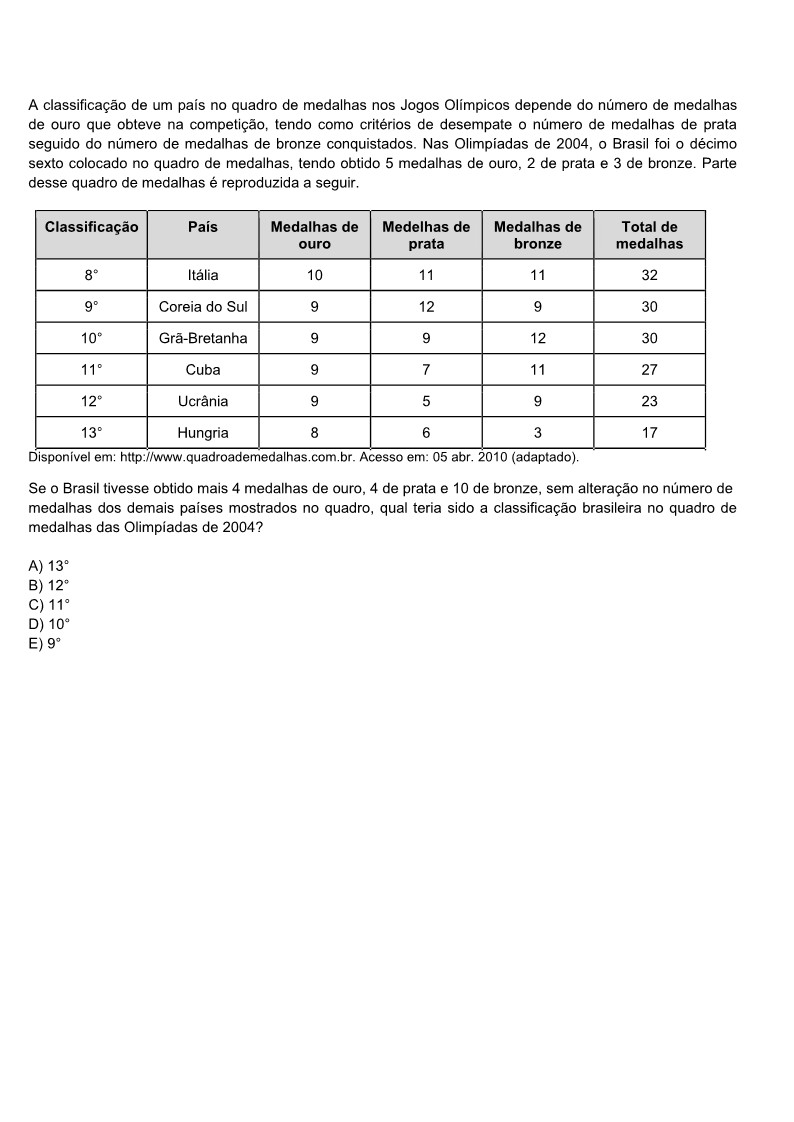 A classificação de um país no quadro de medalhas nos Jogos Olímpicos depende do número de medalhas
de ouro que obteve na competição, tendo como critérios de desempate o número de medalhas de prata
seguido do número de medalhas de bronze conquistados. Nas Olimpíadas de 2004, o Brasil foi o décimo
sexto colocado no quadro de medalhas, tendo obtido 5 medalhas de ouro, 2 de prata e 3 de bronze. Parte
desse quadro de medalhas é reproduzida a seguir.
Classificação País Medalhas de ouro Medelhas de prata Medalhas de bronze Total de medalhas
8° Itália 10 11 11 32
9° Coreia do Sul 9 12 9 30
10° Grã-Bretanha 9 9 12 30
11° Cuba 9 7 11 27
12° Ucrânia 9 5 9 23
13° Hungria 8 6 3 17
Disponível em: http://www.quadroademedalhas.com.br. Acesso em: 05 abr. 2010 (adaptado).
Se o Brasil tivesse obtido mais 4 medalhas de ouro, 4 de prata e 10 de bronze, sem alteração no número de
medalhas dos demais países mostrados no quadro, qual teria sido a classificação brasileira no quadro de
medalhas das Olimpíadas de 2004?
A) 13°
B) 12°
C) 11°
D) 10°
E) 9°